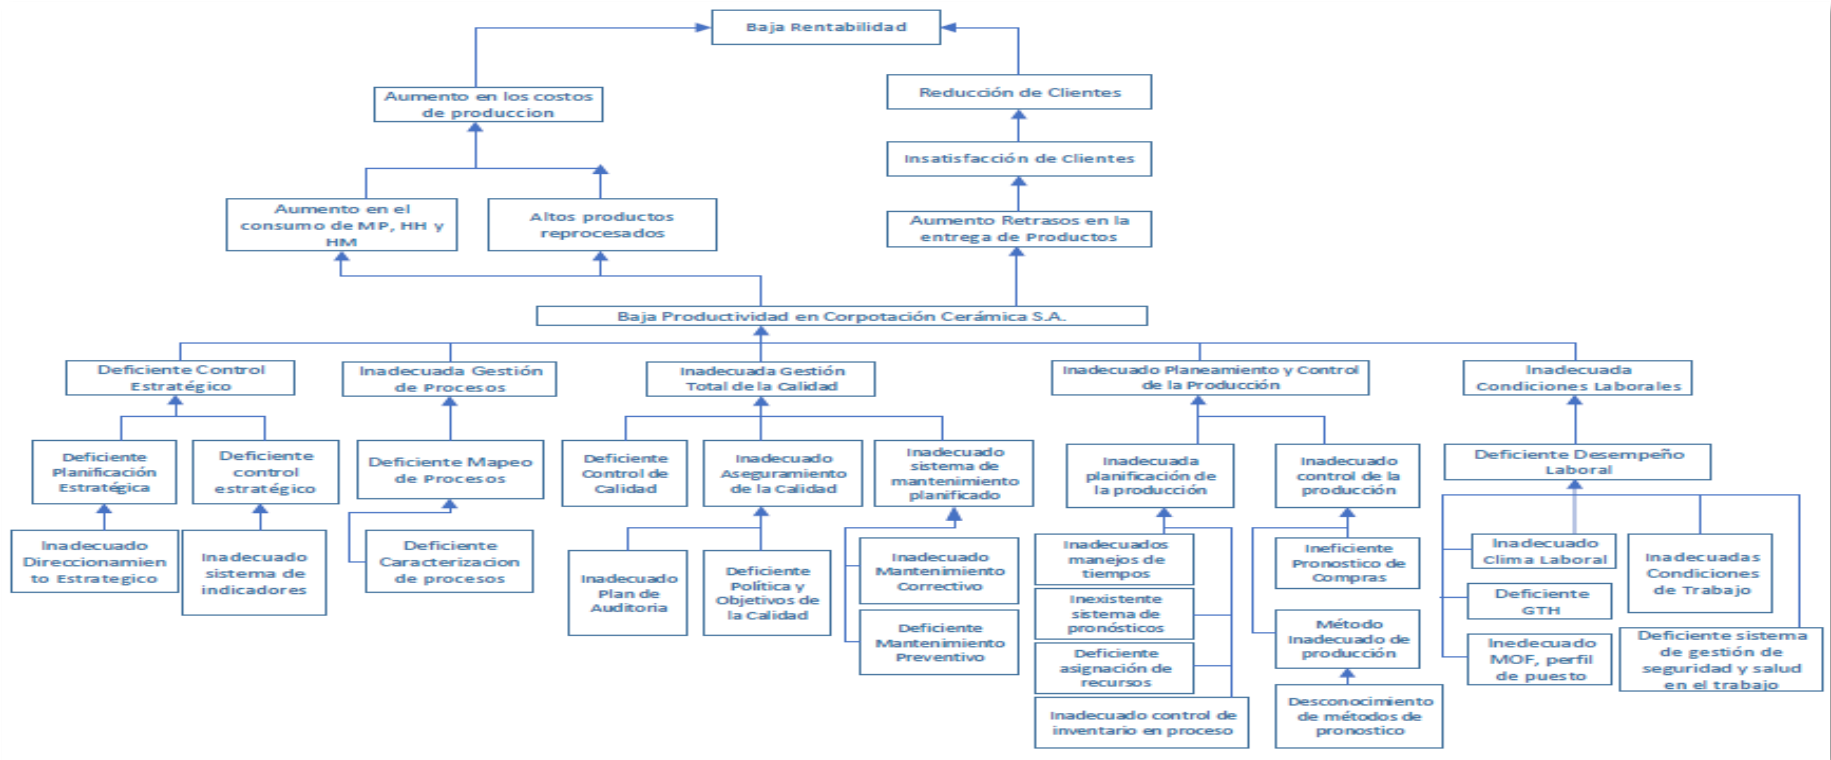 Baja Rentabilidad
Aumento en los costos
de produccion
Reducción de Clientes
Insatisfacción de Clientes
Aumento en el
consumo de MP, HH y
HM
Altos productos
reprocesados
Aumento Retrasos en la
entrega de Productos
Baja Productividad en Corpotación Cerámica S.A.
Deficiente Control
Estratégico
Inadecuada Gestión
de Procesos
Inadecuada Gestión
Total de la Calidad
Inadecuado Planeamiento y Control
de la Producción
Inadecuada
Condiciones Laborales
Deficiente
Planificación
Estratégica
Deficiente
control
estratégico
Deficiente Mapeo
de Procesos
Deficiente
Control de
Calidad
Inadecuado
Aseguramiento
de la Calidad
Inadecuado
sistema de
mantenimiento
planificado
Inadecuada
planificación de
la producción
Inadecuado
control de la
producción
Deficiente Desempeño
Laboral
Inadecuado
Direccionamien
to Estrategico
Inadecuado
sistema de
indicadores
Deficiente
Caracterizacion
de procesos
Inadecuado
Plan de
Auditoria
Deficiente
Política y
Objetivos de
la Calidad
Inadecuado
Mantenimiento
Correctivo
Deficiente
Mantenimiento
Preventivo
Inadecuados
manejos de
tiempos
Inexistente
sistema de
pronósticos
Deficiente
asignación de
recursos
Inadecuado control de
inventario en proceso
Ineficiente
Pronostico de
Compras
Método
Inadecuado de
producción
Desconocimiento
de métodos de
pronostico
Inadecuado
Clima Laboral
Deficiente
GTH
Inedecuado
MOF, perfil
de puesto
Inadecuadas
Condiciones
de Trabajo
Deficiente sistema
de gestión de
seguridad y salud
en el trabajo